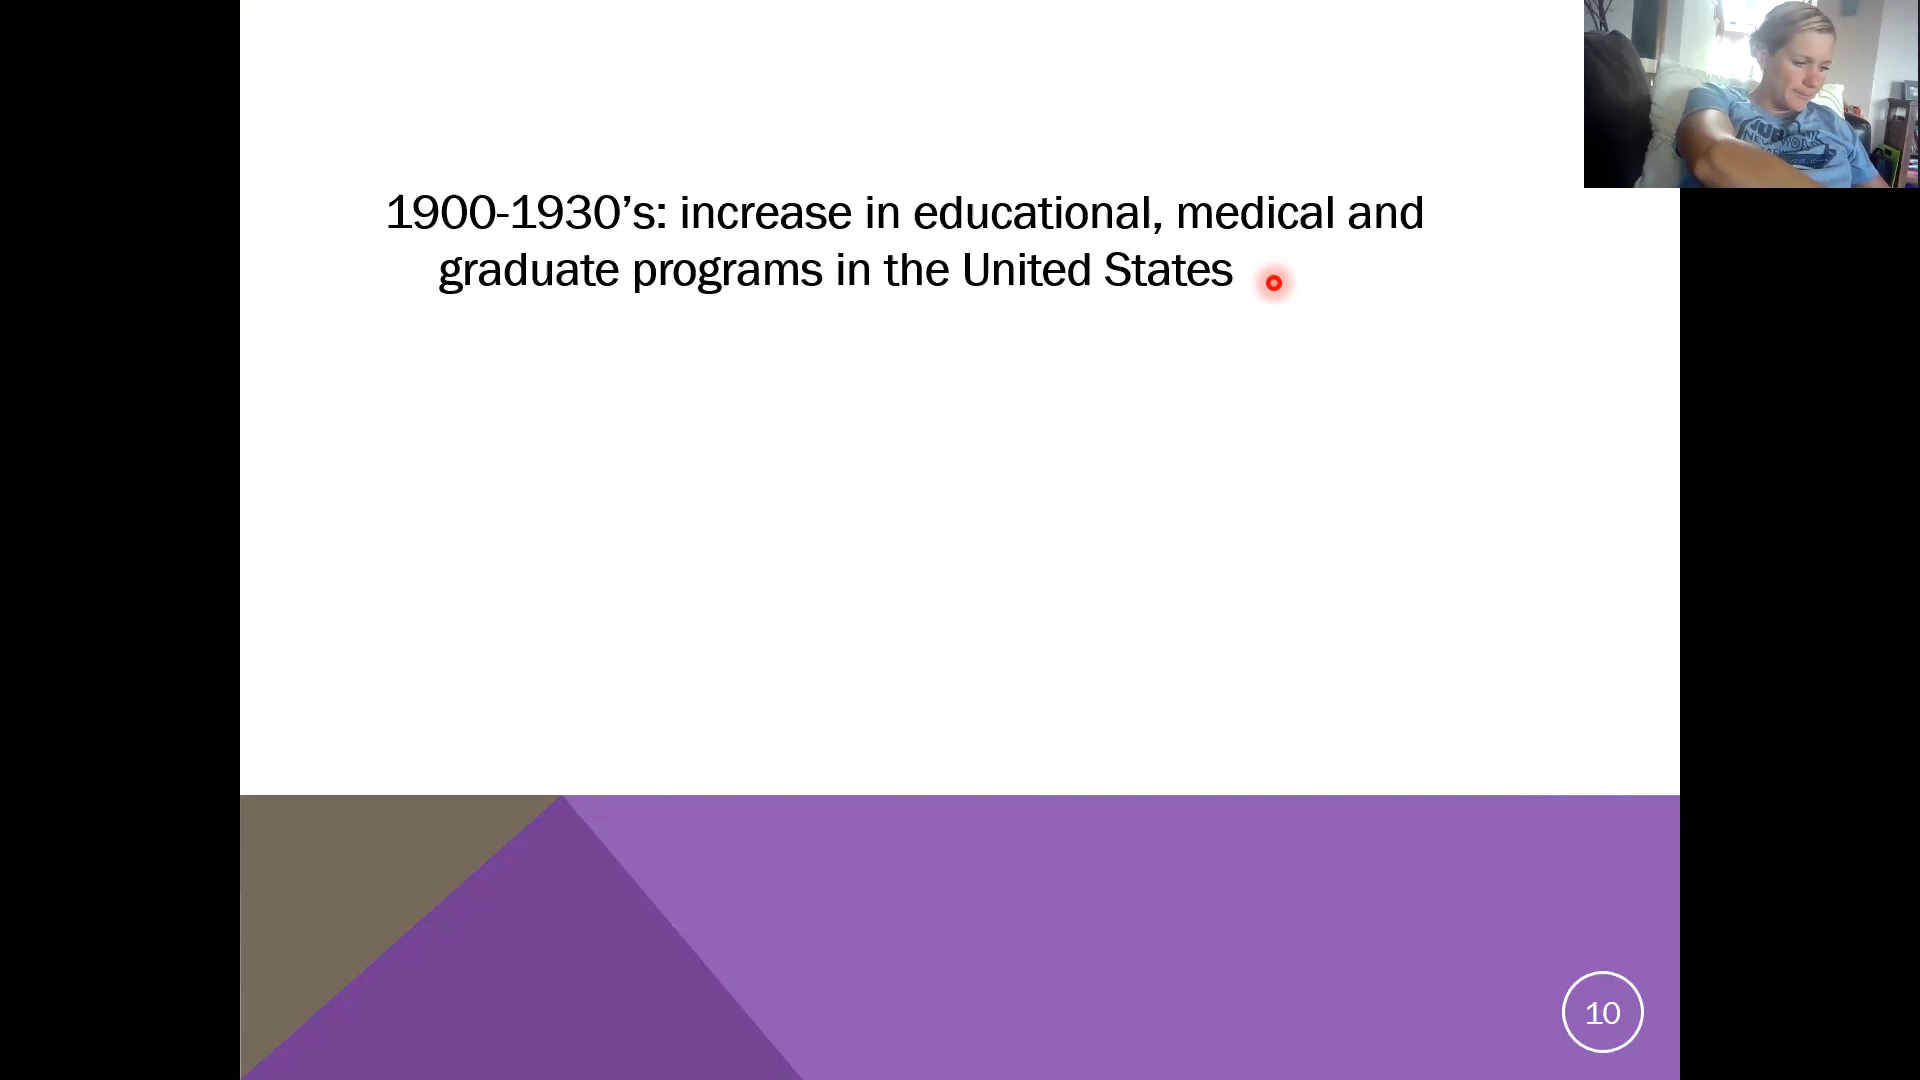 1900-1930’s: increase in educational, medical and
graduate programs in the United States
10